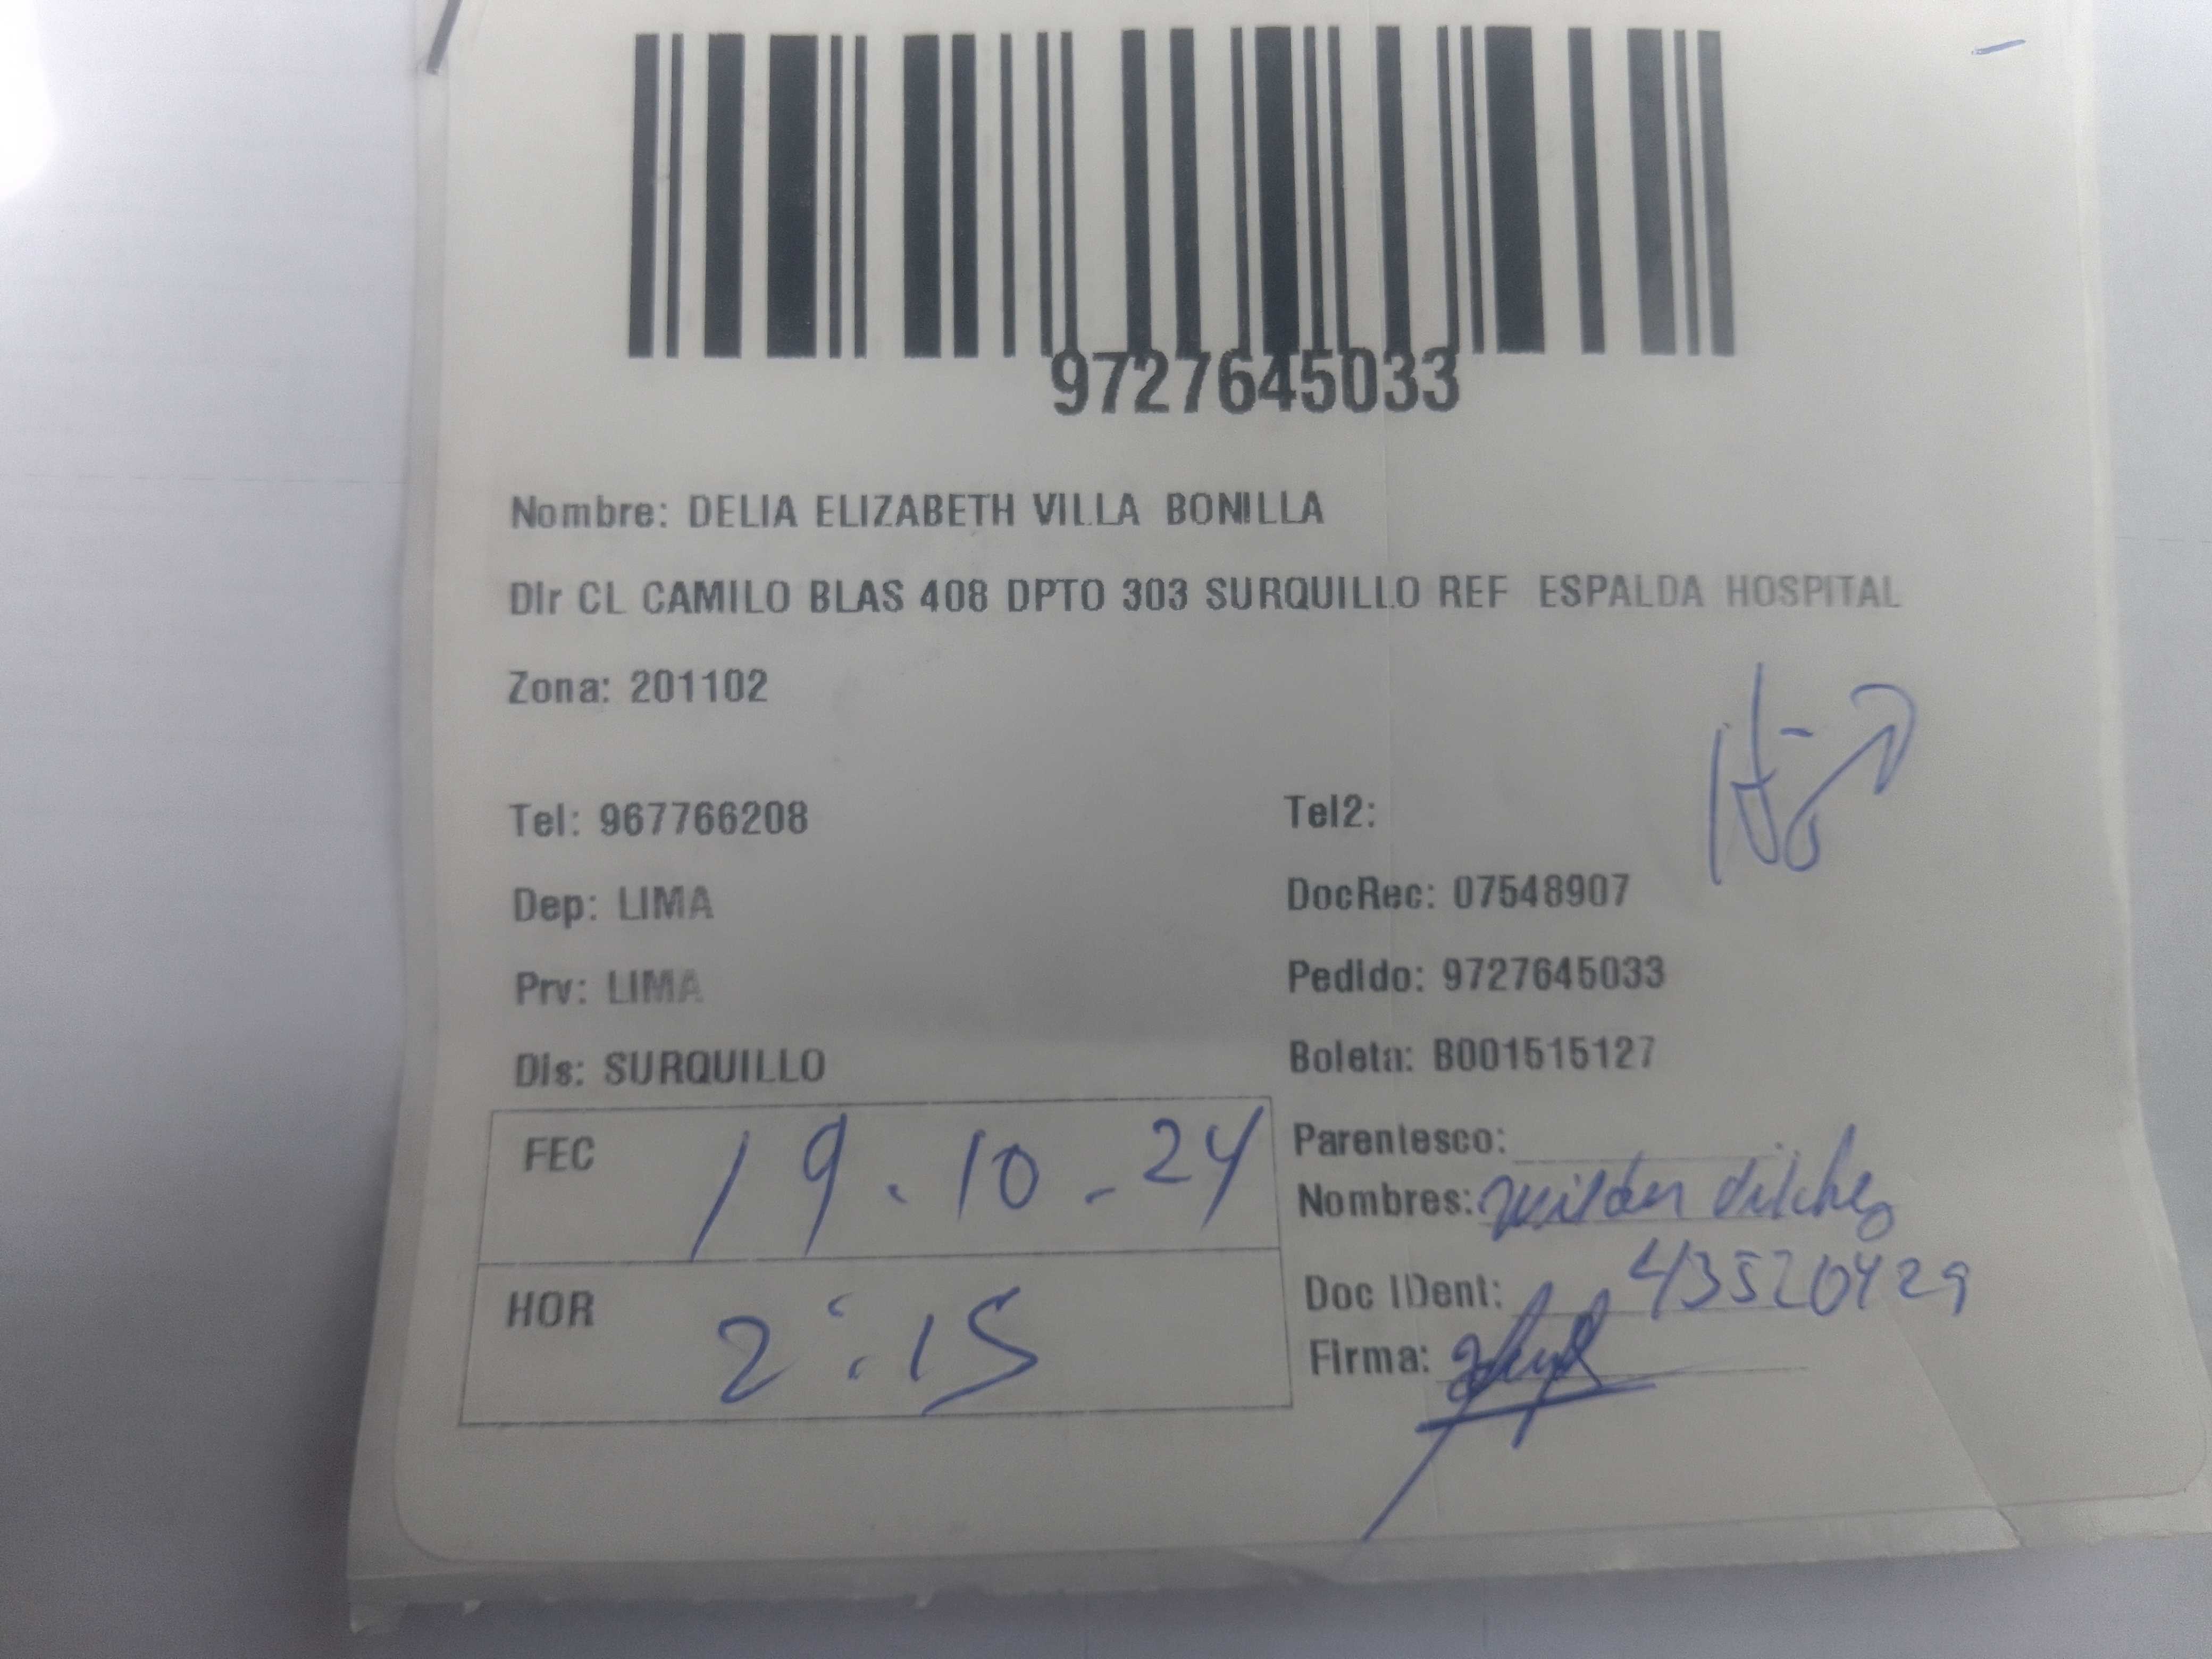 9727645033
Nombre: DELIA ELIZABETH VILLA BONILLA
Dir CL CAMILO BLAS 408 DPTO 303 SURQUILLO REF ESPALDA HOSPITAL
Zona: 201102
Tel: 967766208
Tel2:
Dep: LIMA
DocRec: 07548907
Prv: LIMA
Pedido: 9727645033
Dis: SURQUILLO
Boleta: B001515127
FEC 19.10-24
Parentesco:
Nombres: Wilder Vilchez
HOR 2:15
Doc IDent: 43520429
Firma: